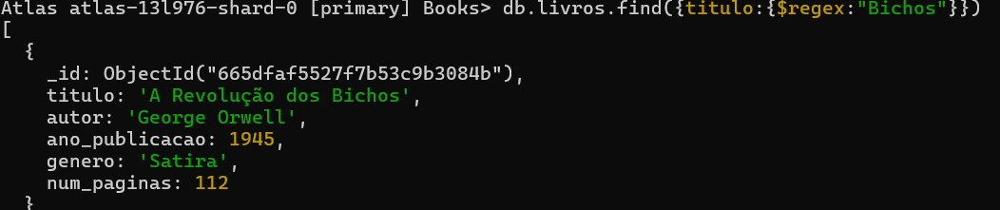 Atlas atlas-13l976-shard-0 [primary] Books> db.livros.find({titulo:{$regex:"Bichos"}})
[
  {
    _id: ObjectId("665dfaf5527f7b53c9b3084b"),
    titulo: 'A Revolução dos Bichos',
    autor: 'George Orwell',
    ano_publicacao: 1945,
    genero: 'Satira',
    num_paginas: 112
  }